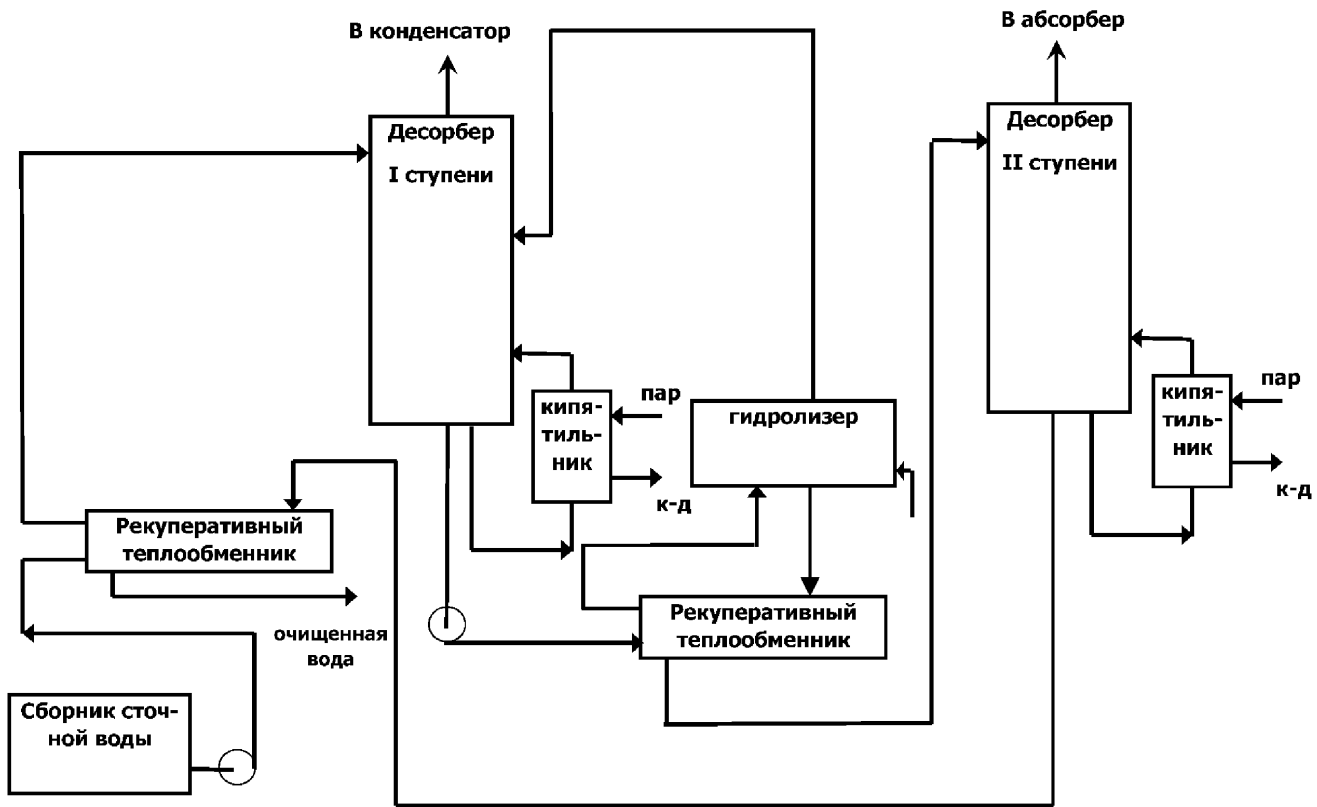 В конденсатор
В абсорбер
Десорбер
I ступени
Десорбер
II ступени
кипя-
тиль-
ник
пар
к-д
гидролизер
кипя-
тиль-
ник
пар
к-д
Рекуперативный
теплообменник
очищенная
вода
Рекуперативный
теплообменник
Сборник сточ-
ной воды